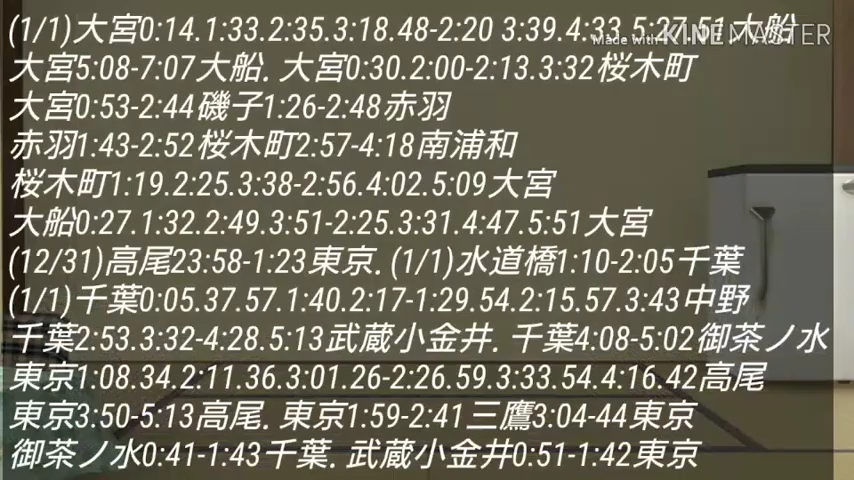 (1/1)大宮0:14.1:33.2:35.3:18.48-2:20 3:39.4:33.5:27.51大船
Made with KINEMASTER
大宮5:08-7:07大船. 大宮0:30.2:00-2:13.3:32桜木町
大宮0:53-2:44磯子1:26-2:48赤羽
赤羽1:43-2:52桜木町2:57-4:18南浦和
桜木町1:19.2:25.3:38-2:56.4:02.5:09大宮
大船0:27.1:32.2:49.3:51-2:25.3:31.4:47.5:51大宮
(12/31)高尾23:58-1:23東京. (1/1)水道橋1:10-2:05千葉
(1/1)千葉0:05.37.57.1:40.2:17-1:29.54.2:15.57.3:43中野
千葉2:53.3:32-4:28.5:13武蔵小金井. 千葉4:08-5:02御茶ノ水
東京1:08.34.2:11.36.3:01.26-2:26.59.3:33.54.4:16.42高尾
東京3:50-5:13高尾. 東京1:59-2:41三鷹3:04-44東京
御茶ノ水0:41-1:43千葉. 武蔵小金井0:51-1:42東京